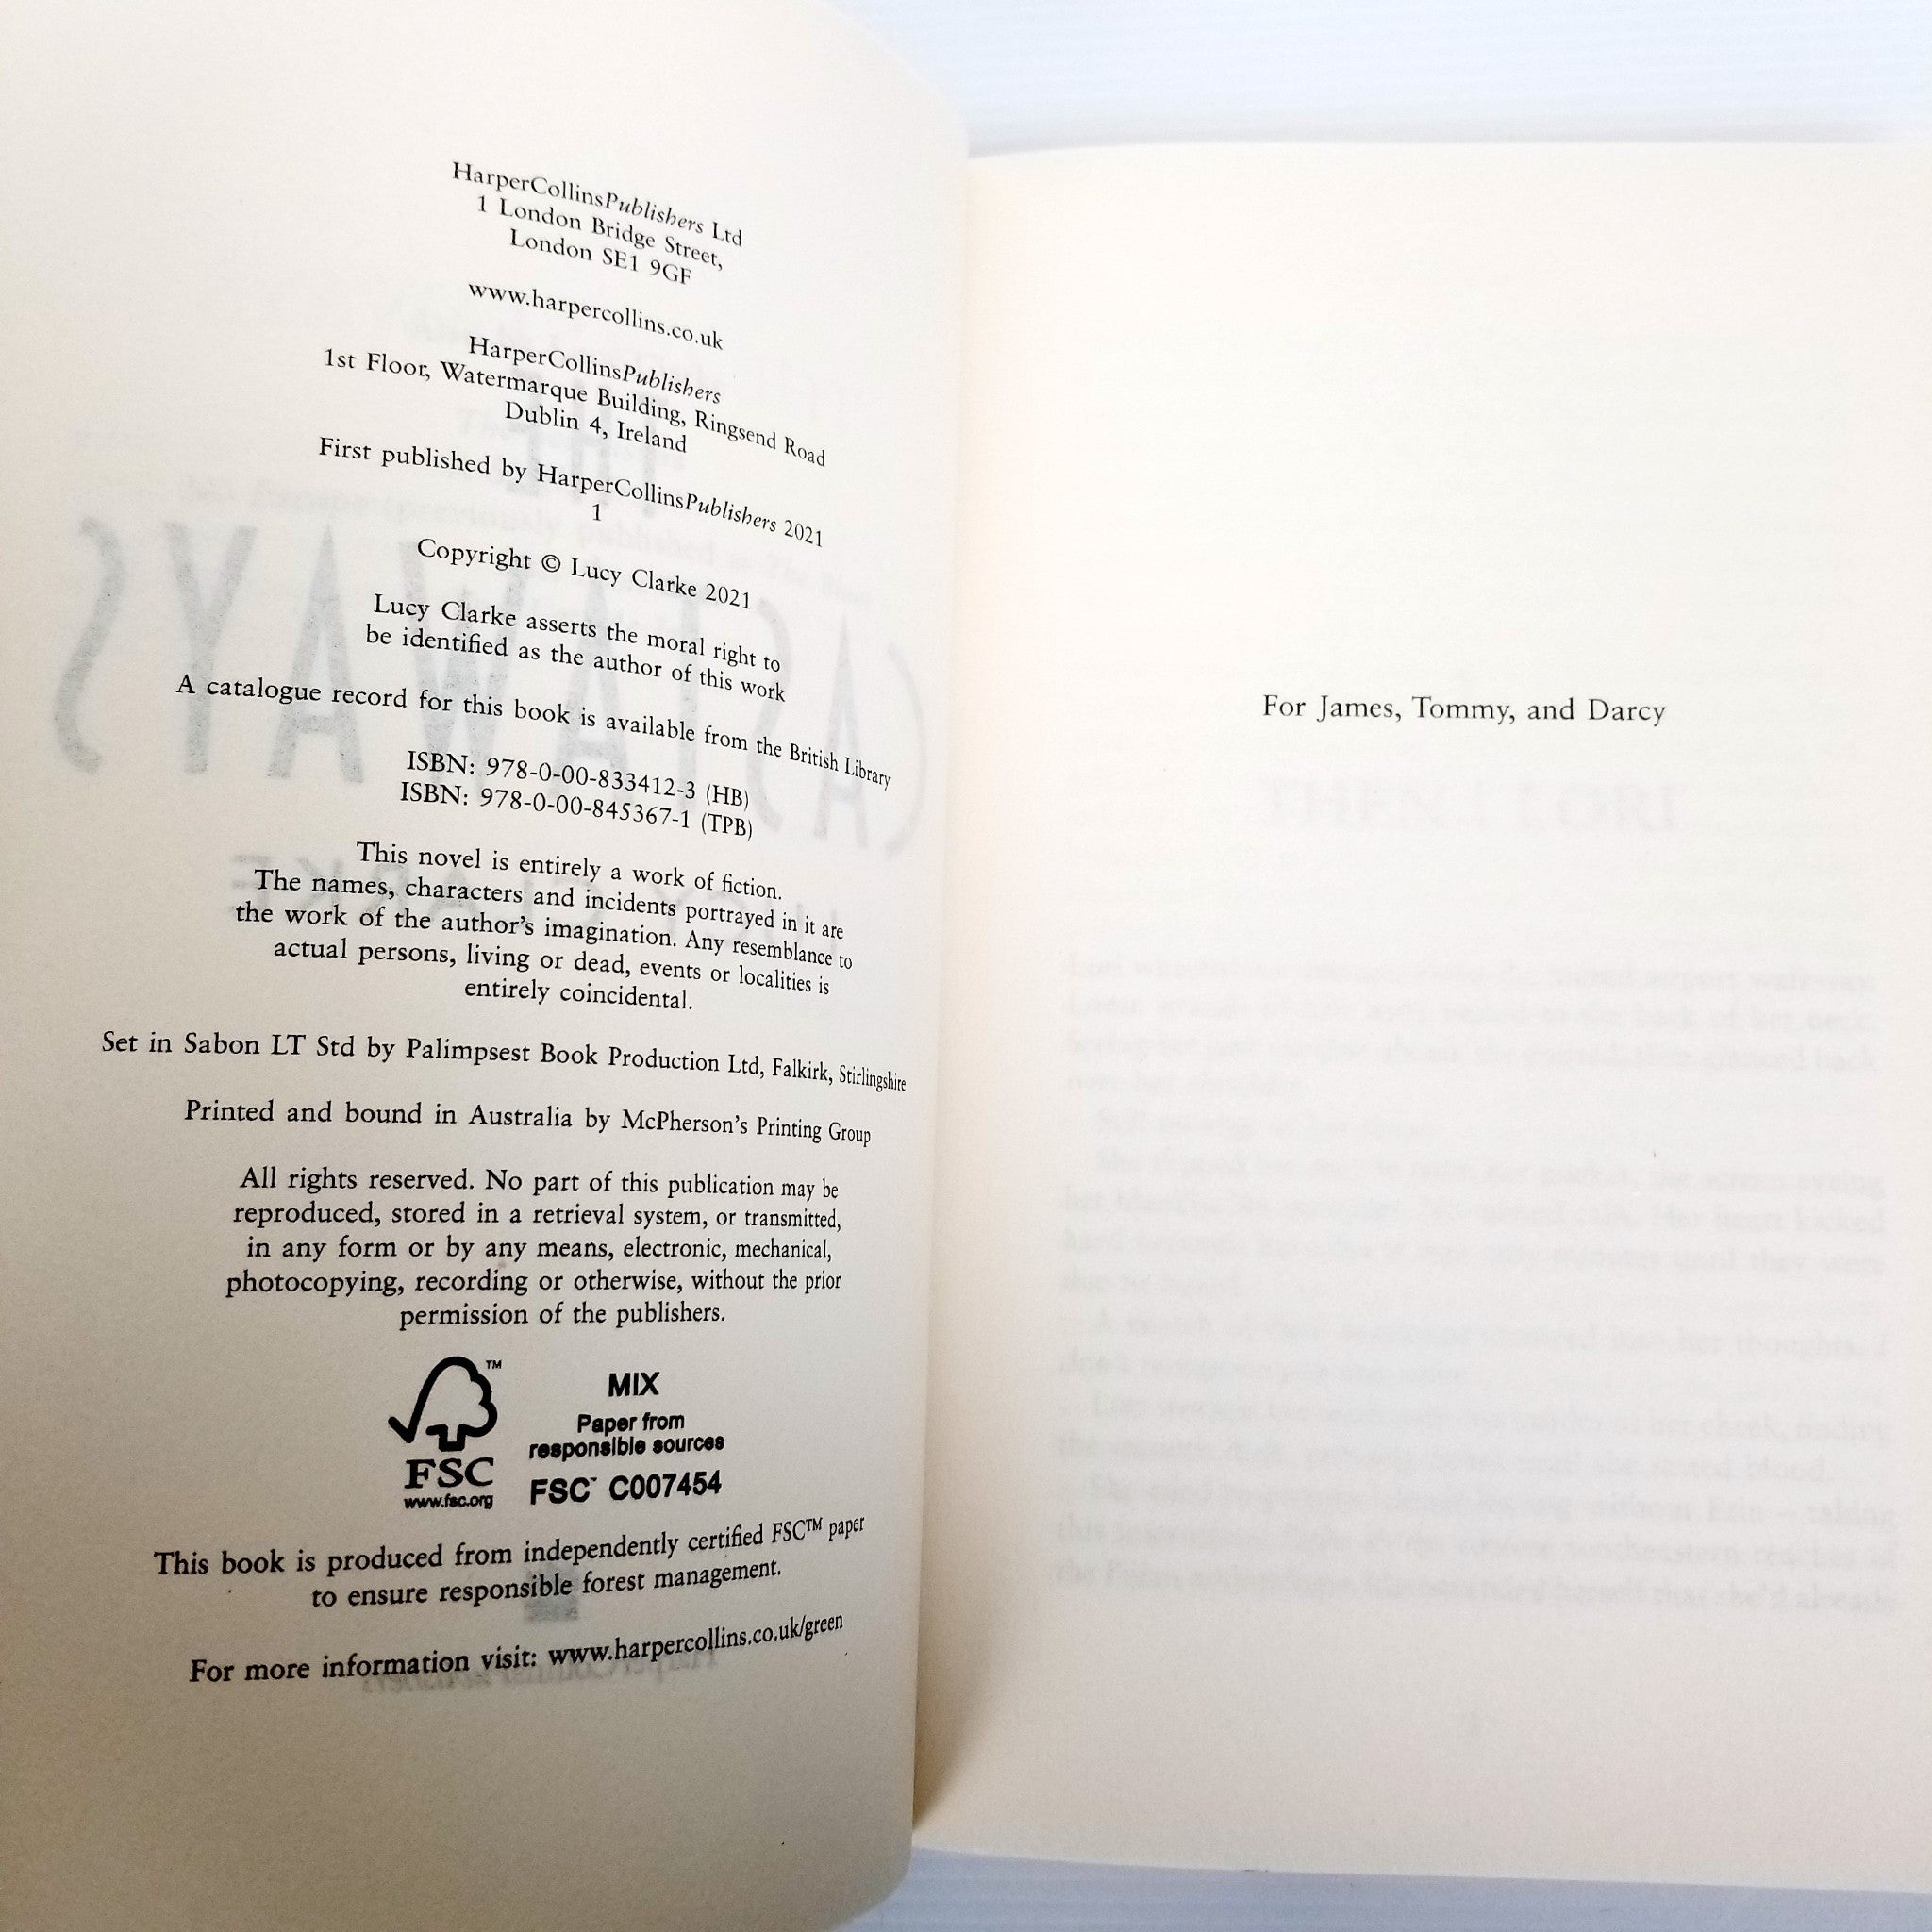 HarperCollinsPublishers Ltd
1 London Bridge Street,
London SE1 9GF
www.harpercollins.co.uk
HarperCollinsPublishers
1st Floor, Watermarque Building, Ringsend Road
Dublin 4, Ireland
First published by HarperCollinsPublishers 2021
1
Copyright © Lucy Clarke 2021
Lucy Clarke asserts the moral right to
be identified as the author of this work
A catalogue record for this book is available from the British Library
ISBN: 978-0-00-833412-3 (HB)
ISBN: 978-0-00-845367-1 (TPB)
This novel is entirely a work of fiction.
The names, characters and incidents portrayed in it are
the work of the author's imagination. Any resemblance to
actual persons, living or dead, events or localities is
entirely coincidental.
Set in Sabon LT Std by Palimpsest Book Production Ltd, Falkirk, Stirlingshire
Printed and bound in Australia by McPherson's Printing Group
All rights reserved. No part of this publication may be
reproduced, stored in a retrieval system, or transmitted,
in any form or by any means, electronic, mechanical,
photocopying, recording or otherwise, without the prior
permission of the publishers.
FSC
www.fsc.org
MIX
Paper from
responsible sources
FSC™ C007454
This book is produced from independently certified FSC™ paper
to ensure responsible forest management.
For more information visit: www.harpercollins.co.uk/green
For James, Tommy, and Darcy